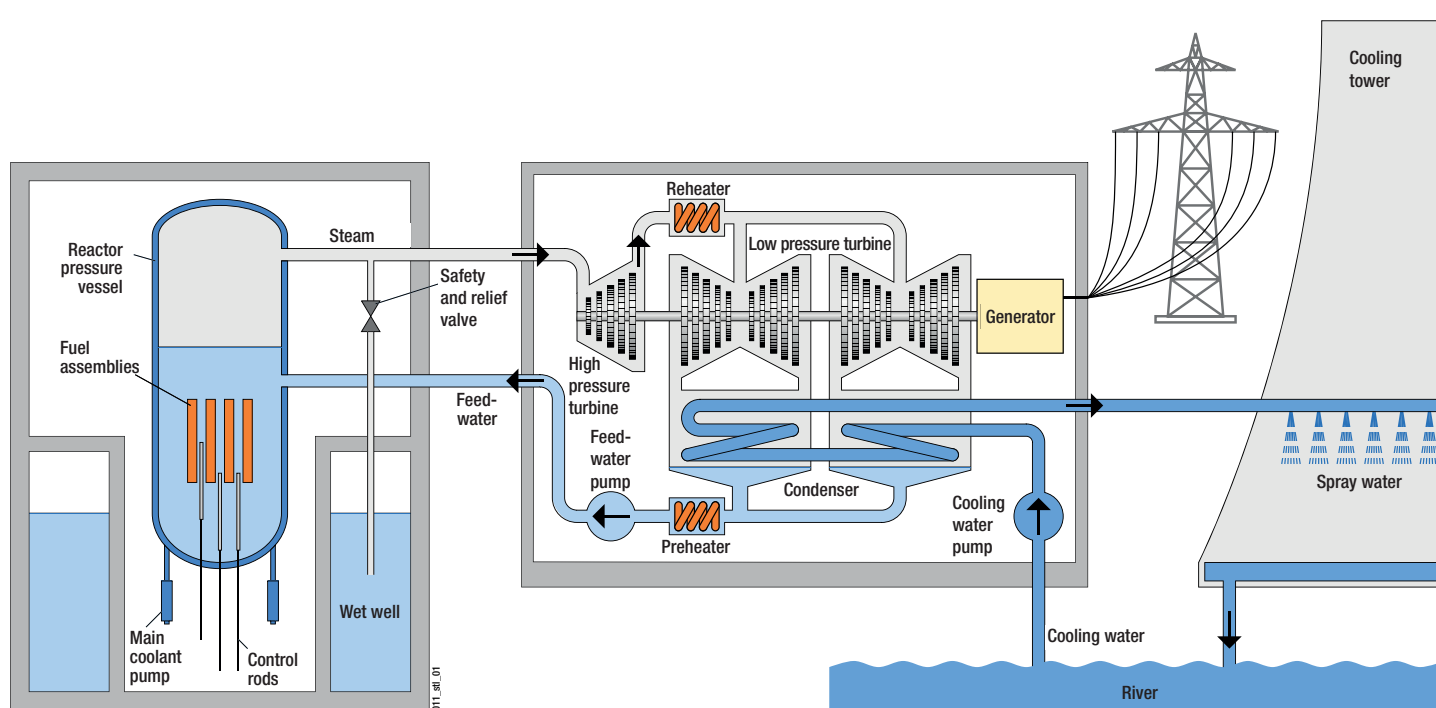 Cooling
tower
Reheater
Steam
Low pressure turbine
Reactor
pressure
vessel
Safety
and relief
valve
Generator
Fuel
assemblies
High
pressure
turbine
Feed-
water
Feed-
water
pump
Condenser
Spray water
Cooling
water
pump
Preheater
Wet well
Main
coolant
pump
Control
rods
Cooling water
River
011_stl_01